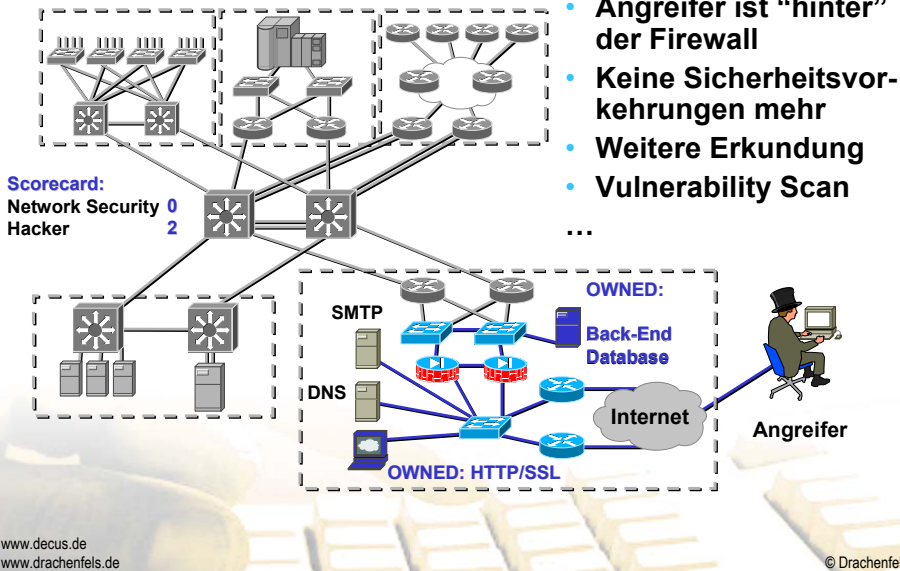 Angreifer ist “hinter”
der Firewall
Keine Sicherheitsvor-
kehrungen mehr
Weitere Erkundung
Vulnerability Scan
…
Scorecard:
Network Security 0
Hacker 2
SMTP
DNS
OWNED:
Back-End
Database
Internet
OWNED: HTTP/SSL
Angreifer
www.decus.de
www.drachenfels.de
© Drachenfe